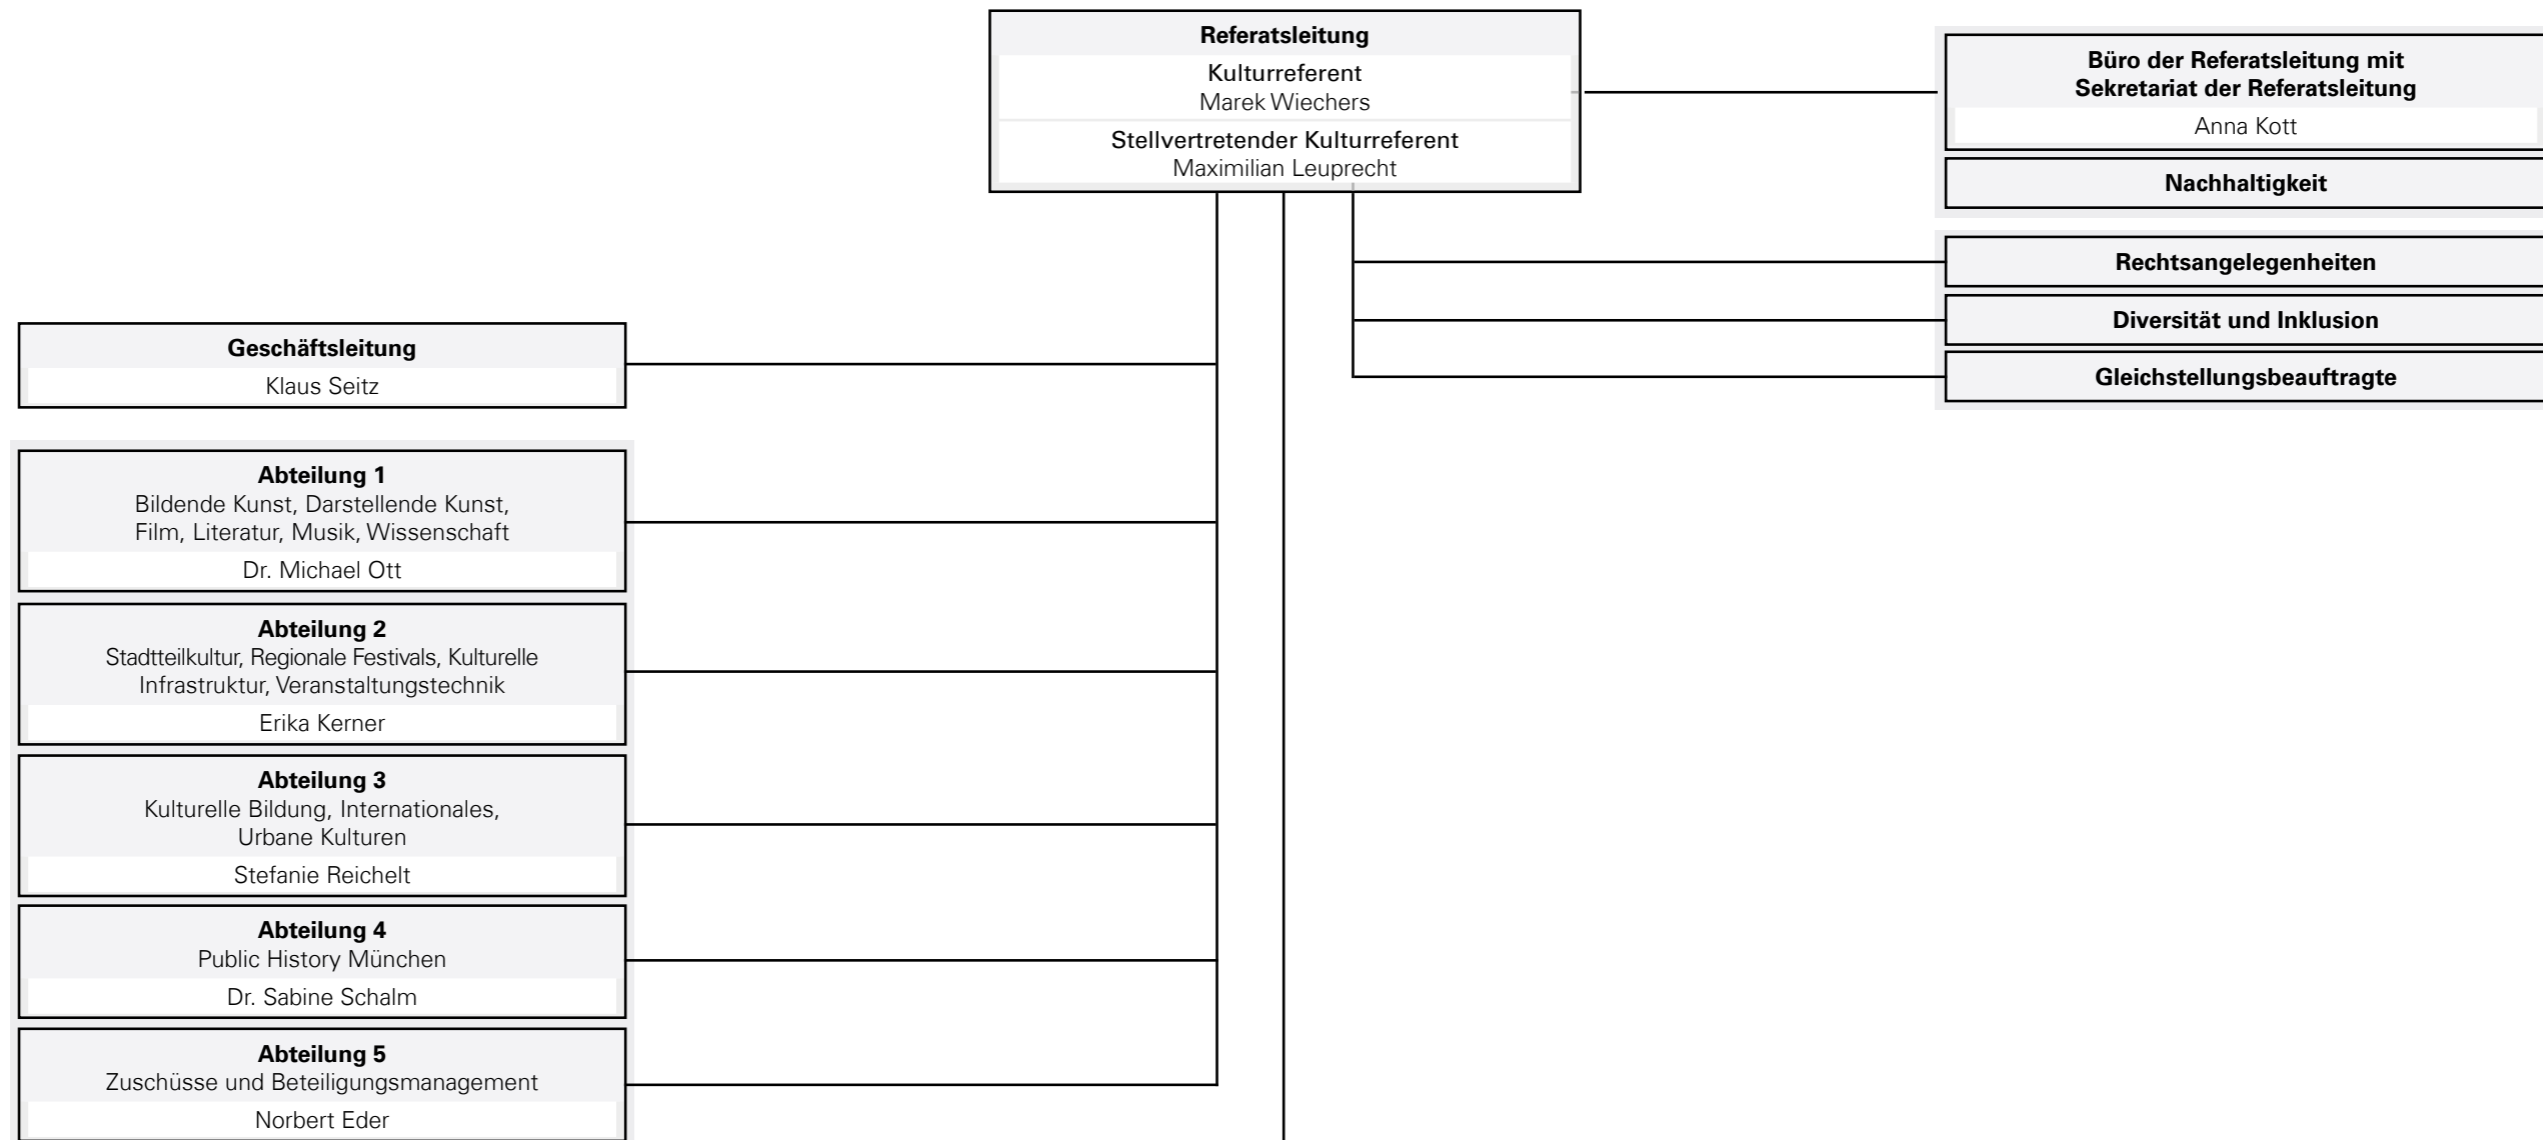 Referatsleitung
Kulturreferent
Marek Wiechers
Stellvertretender Kulturreferent
Maximilian Leuprecht
Büro der Referatsleitung mit
Sekretariat der Referatsleitung
Anna Kott
Nachhaltigkeit
Rechtsangelegenheiten
Diversität und Inklusion
Gleichstellungsbeauftragte
Geschäftsleitung
Klaus Seitz
Abteilung 1
Bildende Kunst, Darstellende Kunst,
Film, Literatur, Musik, Wissenschaft
Dr. Michael Ott
Abteilung 2
Stadtteilkultur, Regionale Festivals, Kulturelle
Infrastruktur, Veranstaltungstechnik
Erika Kerner
Abteilung 3
Kulturelle Bildung, Internationales,
Urbane Kulturen
Stefanie Reichelt
Abteilung 4
Public History München
Dr. Sabine Schalm
Abteilung 5
Zuschüsse und Beteiligungsmanagement
Norbert Eder